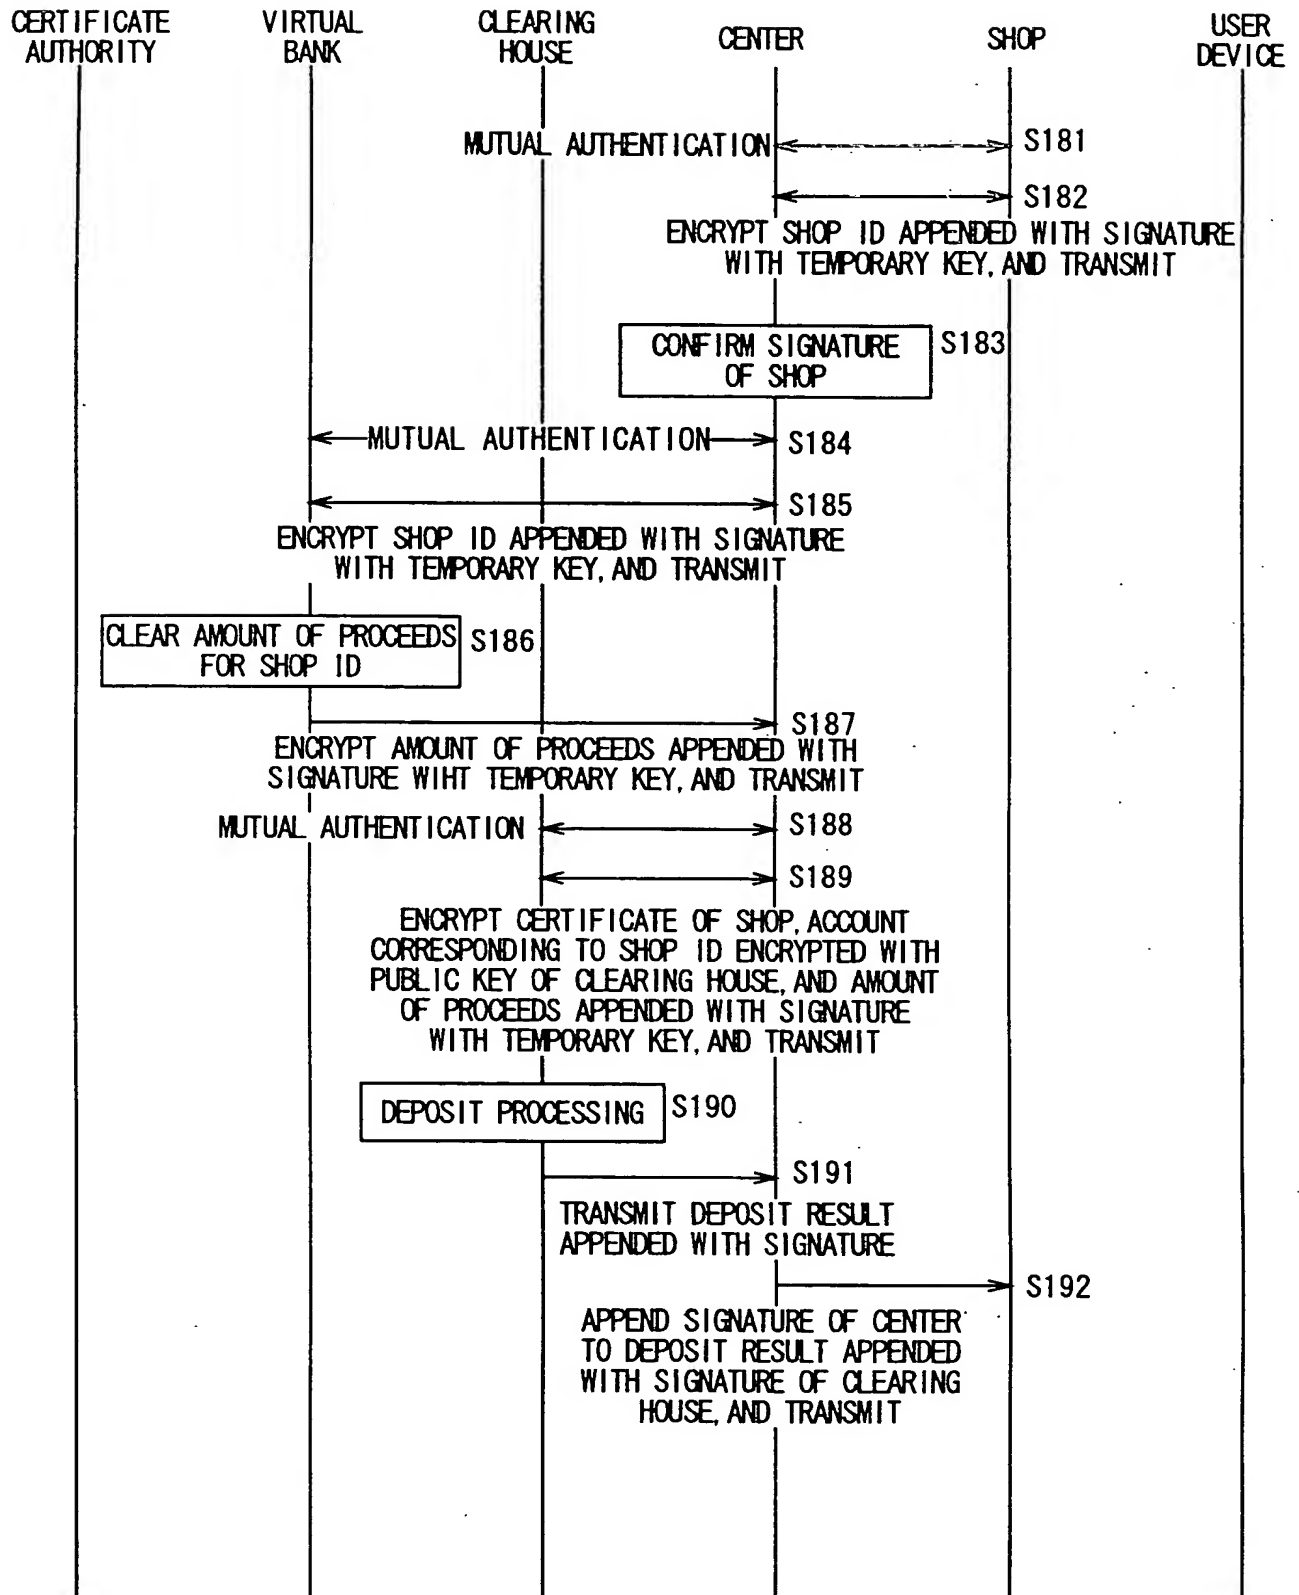 CERTIFICATE
AUTHORITY
VIRTUAL
BANK
CLEARING
HOUSE
CENTER
SHOP
USER
DEVICE
MUTUAL AUTHENTICATION
S181
S182
ENCRYPT SHOP ID APPENDED WITH SIGNATURE
WITH TEMPORARY KEY, AND TRANSMIT
CONFIRM SIGNATURE
OF SHOP
S183
MUTUAL AUTHENTICATION
S184
S185
ENCRYPT SHOP ID APPENDED WITH SIGNATURE
WITH TEMPORARY KEY, AND TRANSMIT
CLEAR AMOUNT OF PROCEEDS
FOR SHOP ID
S186
S187
ENCRYPT AMOUNT OF PROCEEDS APPENDED WITH
SIGNATURE WIHT TEMPORARY KEY, AND TRANSMIT
MUTUAL AUTHENTICATION
S188
S189
ENCRYPT CERTIFICATE OF SHOP, ACCOUNT
CORRESPONDING TO SHOP ID ENCRYPTED WITH
PUBLIC KEY OF CLEARING HOUSE, AND AMOUNT
OF PROCEEDS APPENDED WITH SIGNATURE
WITH TEMPORARY KEY, AND TRANSMIT
DEPOSIT PROCESSING
S190
S191
TRANSMIT DEPOSIT RESULT
APPENDED WITH SIGNATURE
S192
APPEND SIGNATURE OF CENTER
TO DEPOSIT RESULT APPENDED
WITH SIGNATURE OF CLEARING
HOUSE, AND TRANSMIT